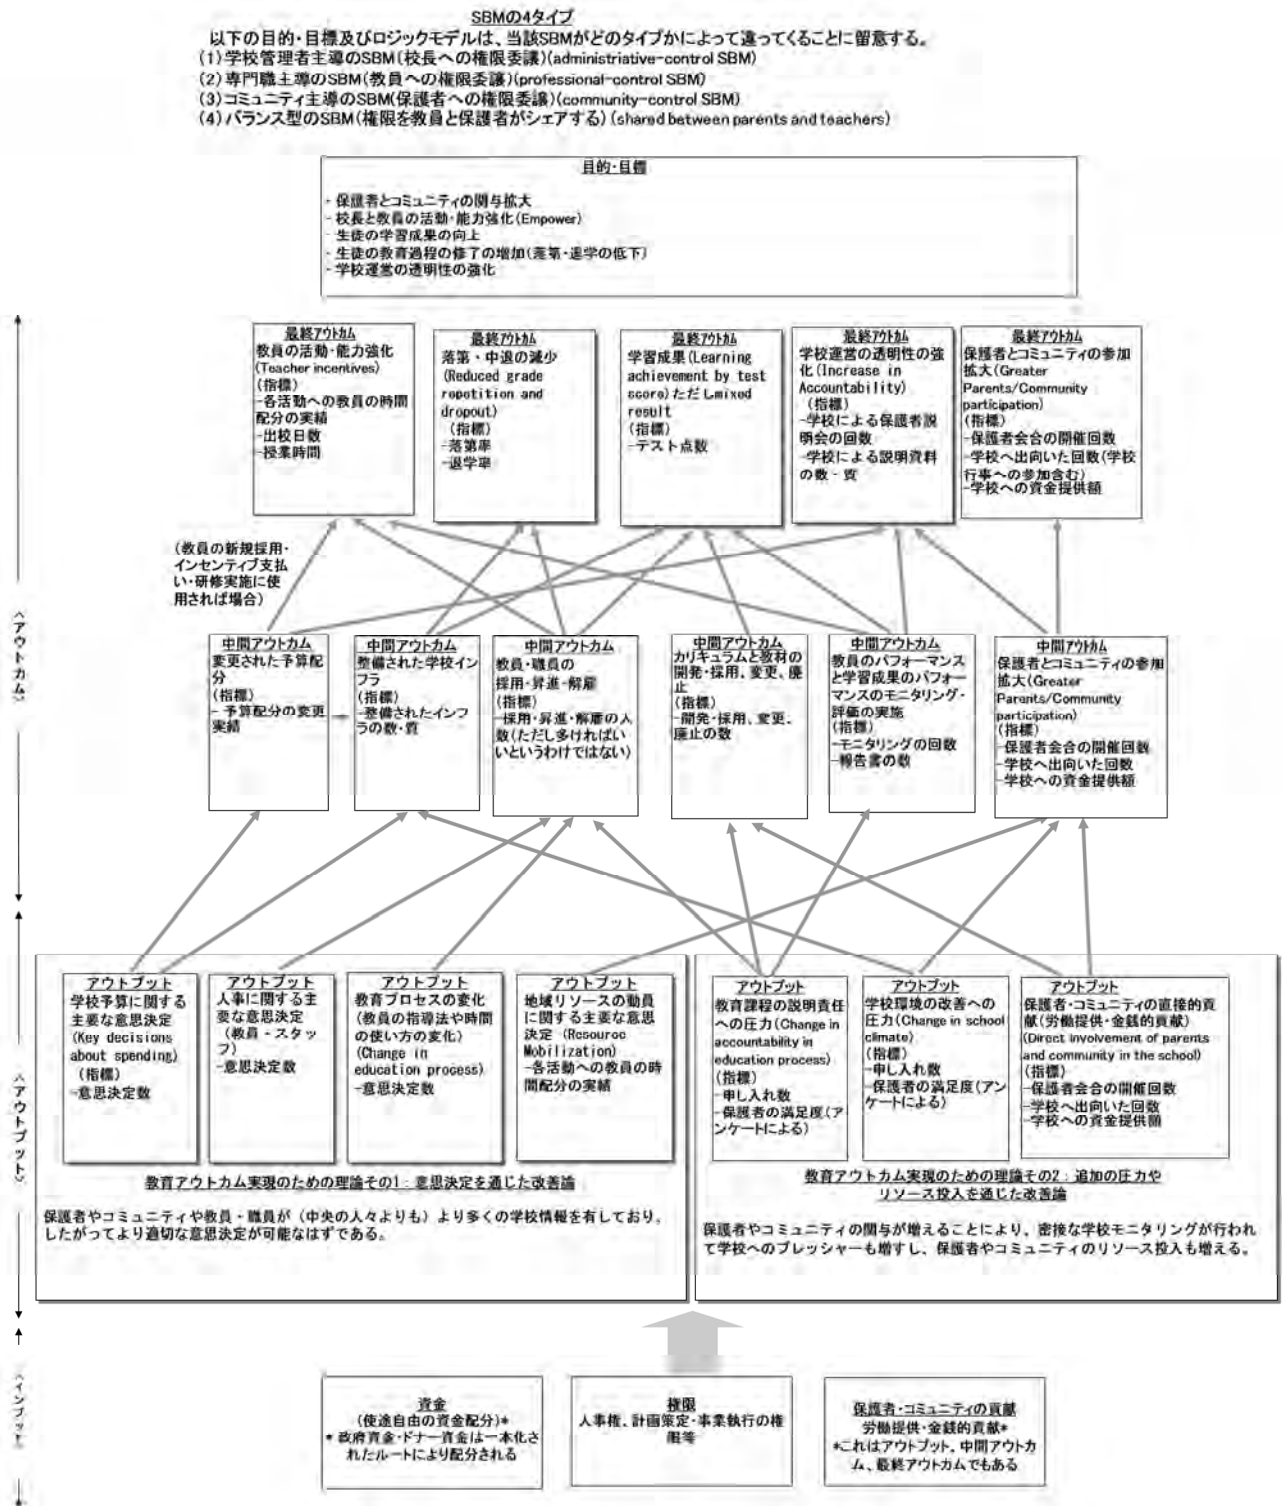 SBMの4タイプ
以下の目的・目標及びロジックモデルは、当該SBMがどのタイプかによって違ってくることに留意する。
(1)学校管理者主導のSBM(校長への権限委譲)(administriative-control SBM)
(2)専門職主導のSBM(教員への権限委譲)(professional-control SBM)
(3)コミュニティ主導のSBM(保護者への権限委譲)(community-control SBM)
(4)バランス型のSBM(権限を教員と保護者がシェアする)(shared between parents and teachers)
目的・目標
- 保護者とコミュニティの関与拡大
- 校長と教員の活動・能力強化(Empower)
- 生徒の学習成果の向上
- 生徒の教育過程の修了の増加(落第・退学の低下)
- 学校運営の透明性の強化
最終アウトカム
教員の活動・能力強化
(Teacher incentives)
(指標)
-各活動への教員の時間
配分の実績
-出校日数
-授業時間
最終アウトカム
落第・中退の減少
(Reduced grade
repetition and
dropout)
(指標)
-落第率
-退学率
最終アウトカム
学習成果(Learning
achievement by test
score)ただしmixed
result
(指標)
-テスト点数
最終アウトカム
学校運営の透明性の強
化(Increase in
Accountability)
(指標)
-学校による保護者説
明会の回数
-学校による説明資料
の数・質
最終アウトカム
保護者とコミュニティの参加
拡大(Greater
Parents/Community
participation)
(指標)
-保護者会合の開催回数
-学校へ出向いた回数(学校
行事への参加含む)
-学校への資金提供額
(教員の新規採用・
インセンティブ支払
い・研修実施に使
用されば場合)
〈アウトカム〉
中間アウトカム
変更された予算配
分
(指標)
- 予算配分の変更
実績
中間アウトカム
整備された学校イン
フラ
(指標)
-整備されたインフ
ラの数・質
中間アウトカム
教員・職員の
採用・昇進・解雇
(指標)
-採用・昇進・解雇の人
数(ただし多ければい
いというわけではない)
中間アウトカム
カリキュラムと教材の
開発・採用、変更、廃
止
(指標)
-開発・採用、変更、
廃止の数
中間アウトカム
教員のパフォーマンス
と学習成果のパフォー
マンスのモニタリング・
評価の実施
(指標)
-モニタリングの回数
-報告書の数
中間アウトカム
保護者とコミュニティの参加
拡大(Greater
Parents/Community
participation)
(指標)
-保護者会合の開催回数
-学校へ出向いた回数
-学校への資金提供額
〈アウトプット〉
アウトプット
学校予算に関する
主要な意思決定
(Key decisions
about spending)
(指標)
-意思決定数
アウトプット
人事に関する主
要な意思決定
(教員・スタッ
フ)
-意思決定数
アウトプット
教育プロセスの変化
(教員の指導法や時間
の使い方の変化)
(Change in
education process)
-意思決定数
アウトプット
地域リソースの動員
に関する主要な意思
決定 (Resource
Mobilization)
-各活動への教員の時
間配分の実績
アウトプット
教育課程の説明責任
への圧力(Change in
accountability in
education process)
(指標)
-申し入れ数
-保護者の満足度(ア
ンケートによる)
アウトプット
学校環境の改善への
圧力(Change in school
climate)
(指標)
-申し入れ数
-保護者の満足度(アン
ケートによる)
アウトプット
保護者・コミュニティの直接的貢
献(労働提供・金銭的貢献)
(Direct involvement of parents
and community in the school)
(指標)
-保護者会合の開催回数
-学校へ出向いた回数
-学校への資金提供額
教育アウトカム実現のための理論その1：意思決定を通じた改善論
保護者やコミュニティや教員・職員が（中央の人々よりも）より多くの学校情報を有しており、
したがってより適切な意思決定が可能なはずである。
教育アウトカム実現のための理論その2：追加の圧力や
リソース投入を通じた改善論
保護者やコミュニティの関与が増えることにより、密接な学校モニタリングが行われ
て学校へのプレッシャーも増すし、保護者やコミュニティのリソース投入も増える。
〈インプット〉
資金
(使途自由の資金配分)*
* 政府資金・ドナー資金は一本化さ
れたルートにより配分される
権限
人事権、計画策定・事業執行の権
限等
保護者・コミュニティの貢献
労働提供・金銭的貢献*
*これはアウトプット、中間アウトカ
ム、最終アウトカムでもある